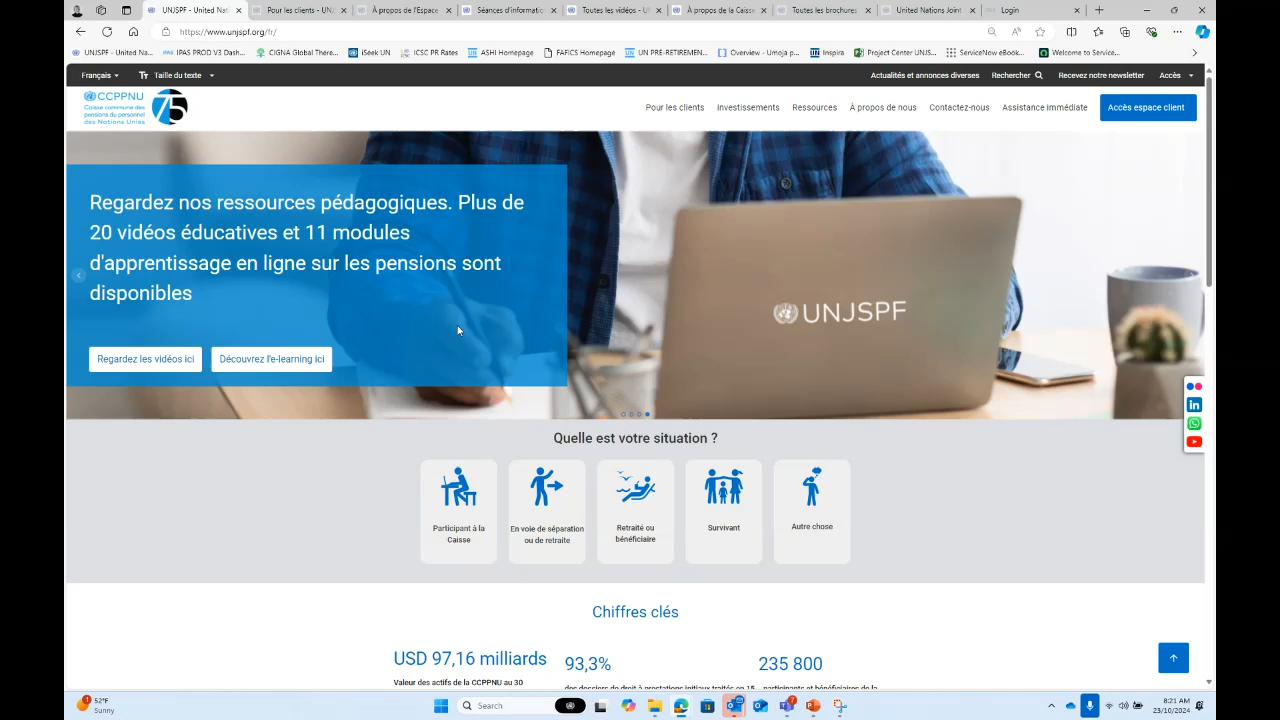 UNJSPF - United Nat
Pour les clients - UNJ
À propos de l'Espace
Séances d'informatic
Toutes les vidéos - U
À propos de la Caiss
Toutes les brochures
United Nations Joint
Login
https://www.unjspf.org/fr/
UNJSPF - United Na...
IPAS PROD V3 Dash...
CIGNA Global Thére...
iSeek UN
ICSC PR Rates
ASHI Homepage
FAFICS Homepage
UN PRE-RETIREMEN...
Overview - Umoja p...
Inspira
Projet Center UNJS...
ServiceNow eBook...
Welcome to Service...
Français
Taille du texte
Actualités et annonces diverses
Rechercher
Recevez notre newsletter
Accès
CCPPNU
Caisse commune des
pensions du personnel
des Nations Unies
75
Pour les clients
Investissements
Ressources
À propos de nous
Contactez-nous
Assistance immédiate
Accès espace client
Regardez nos ressources pédagogiques. Plus de
20 vidéos éducatives et 11 modules
d'apprentissage en ligne sur les pensions sont
disponibles
Regardez les vidéos ici
Découvrez l'e-learning ici
UNJSPF
Quelle est votre situation ?
Participant à la
Caisse
En voie de séparation
ou de retraite
Retraité ou
bénéficiaire
Survivant
Autre chose
Chiffres clés
USD 97,16 milliards
93,3%
235 800
Valeur des actifs de la CCPPNU au 30
des dossiers de droit à prestations initiaux traités en 15
participants et bénéficiaires de la
52°F
Sunny
Search
8:21 AM
23/10/2024